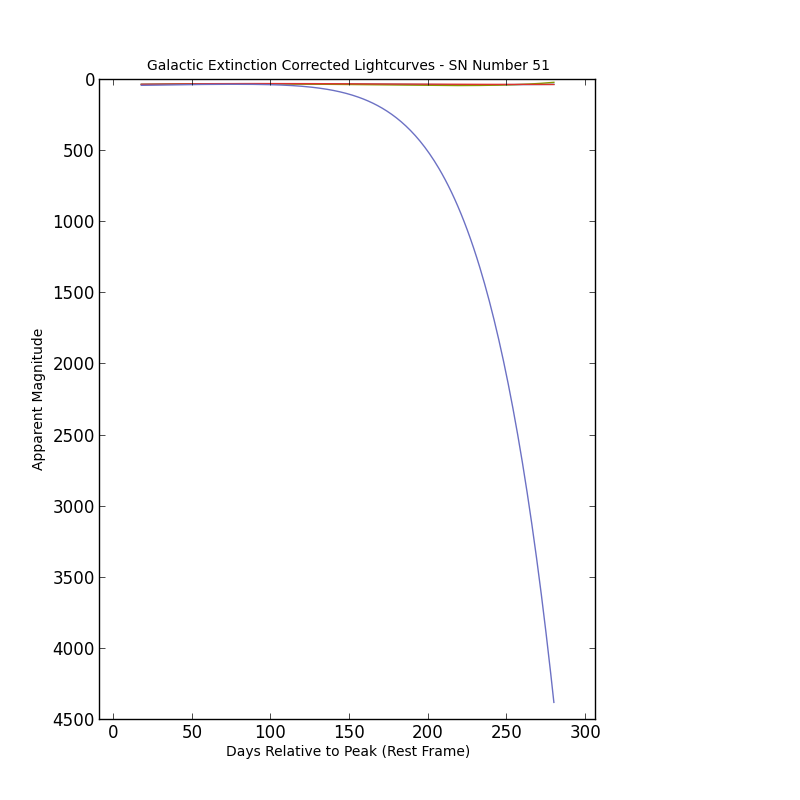 Galactic Extinction Corrected Lightcurves - SN Number 51
0
500
1000
1500
2000
2500
3000
3500
4000
4500
Apparent Magnitude
0 50 100 150 200 250 300
Days Relative to Peak (Rest Frame)